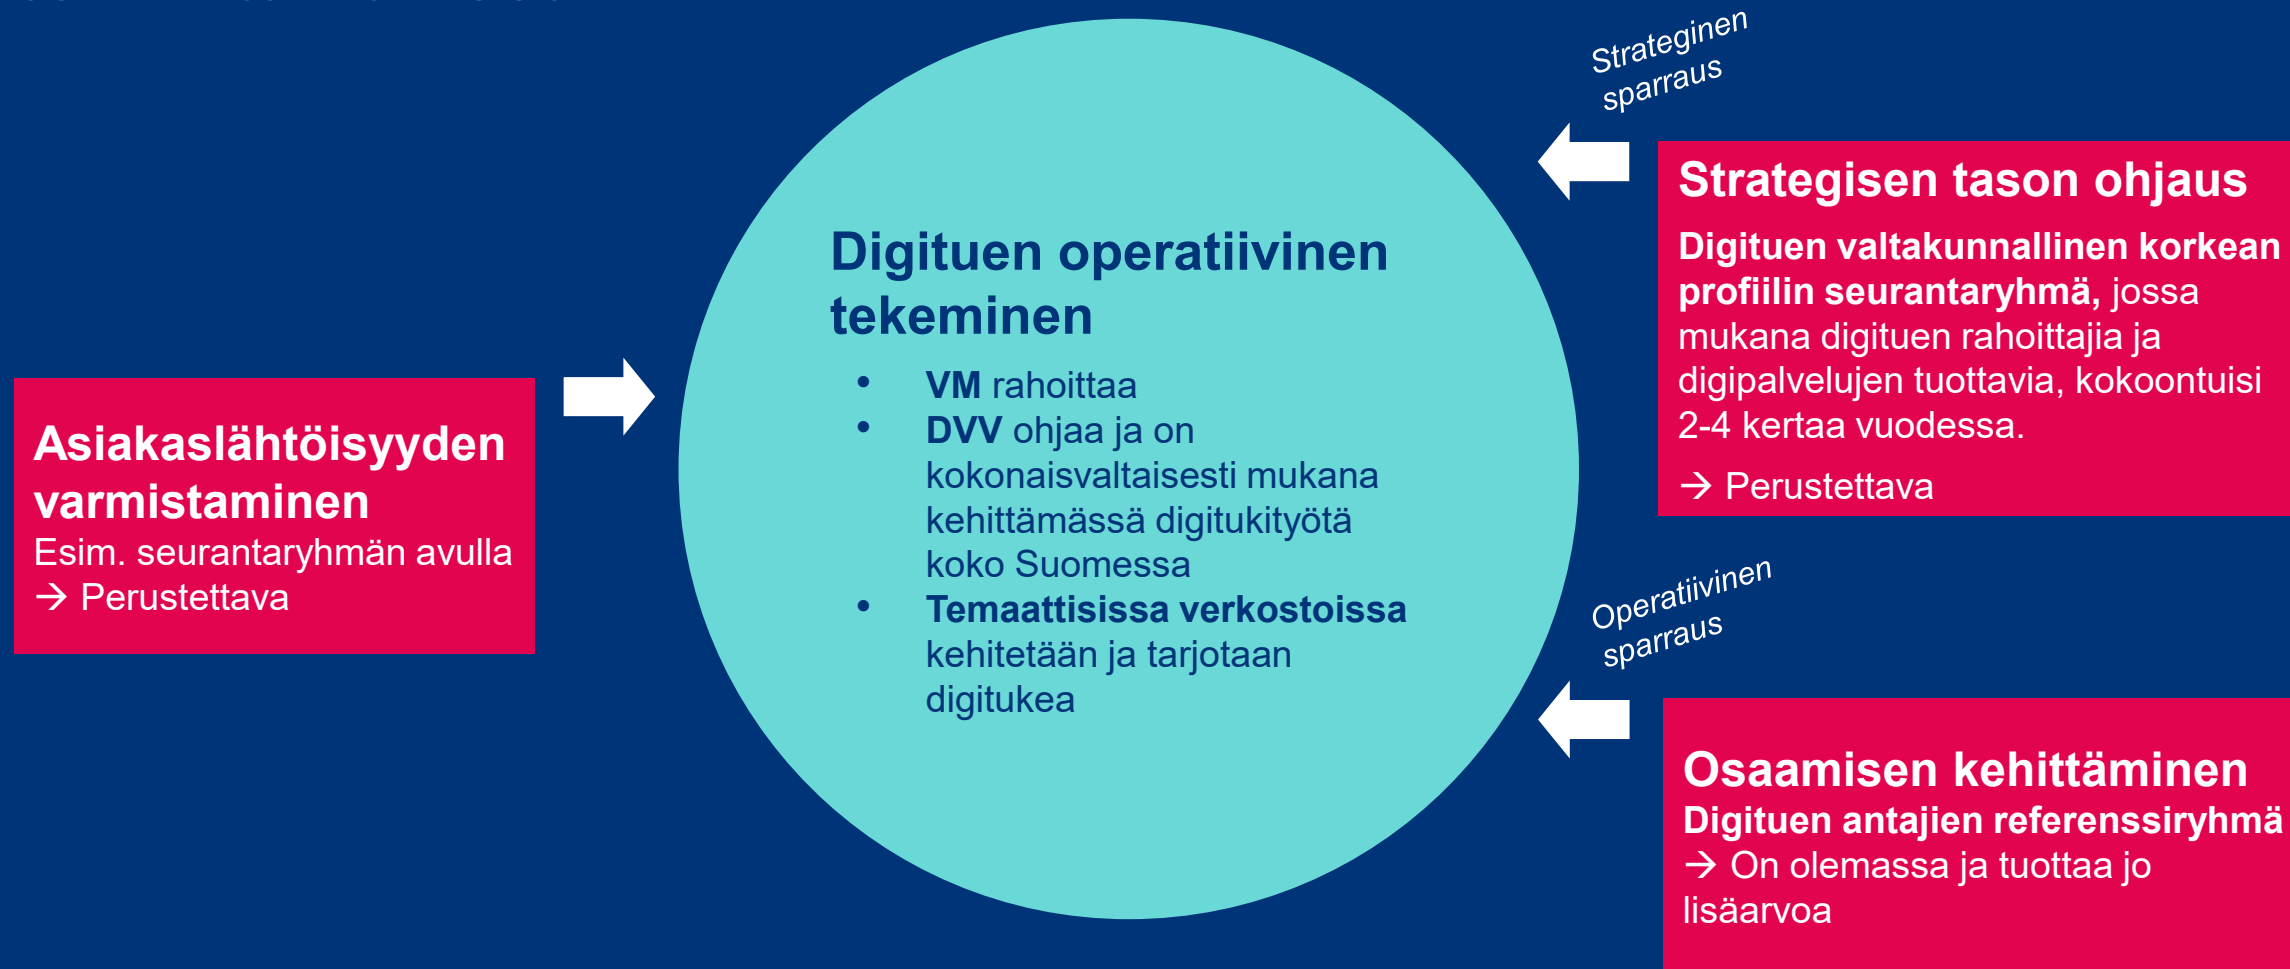 Asiakaslähtöisyyden
varmistaminen
Esim. seurantaryhmän avulla
→ Perustettava
Digituen operatiivinen
tekeminen
• VM rahoittaa
• DVV ohjaa ja on
kokonaisvaltaisesti mukana
kehittämässä digitukityötä
koko Suomessa
• Temaattisissa verkostoissa
kehitetään ja tarjotaan
digitukea
Strateginen
sparraus
Strategisen tason ohjaus
Digituen valtakunnallinen korkean
profiilin seurantaryhmä, jossa
mukana digituen rahoittajia ja
digipalvelujen tuottavia, kokoontuisi
2-4 kertaa vuodessa.
→ Perustettava
Operatiivinen
sparraus
Osaamisen kehittäminen
Digituen antajien referenssiryhmä
→ On olemassa ja tuottaa jo
lisäarvoa